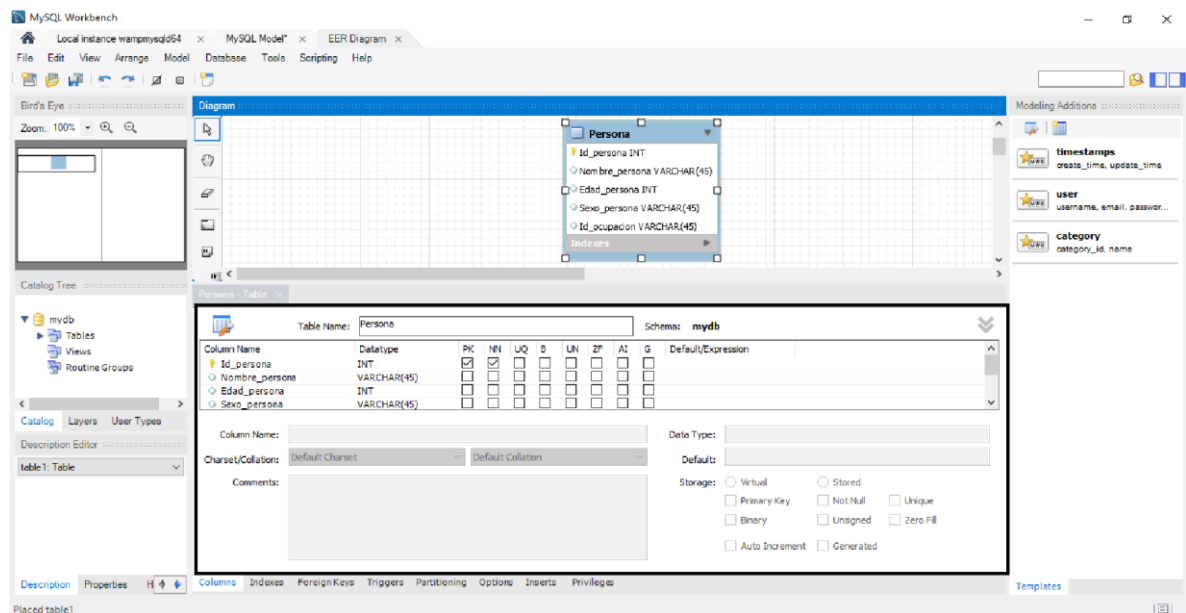 MySQL Workbench
Local instance wampmysqld64 × MySQL Model* × EER Diagram ×
File Edit View Arrange Model Database Tools Scripting Help
Bird's Eye
Zoom: 100%
Diagram
Persona
Id_persona INT
Nombre_persona VARCHAR(45)
Edad_persona INT
Sexo_persona VARCHAR(45)
Id_ocupacion VARCHAR(45)
Indexes
Modeling Additions
timestamps
create_time, update_time
user
username, email, passwor...
category
category_id, name
Catalog Tree
mydb
Tables
Views
Routine Groups
Catalog Layers User Types
Description Editor
table1: Table
Description Properties H
Persona - Table ×
Table Name: Persona Schema: mydb
Column Name Datatype PK NN UQ B UN ZF AI G Default/Expression
Id_persona INT
Nombre_persona VARCHAR(45)
Edad_persona INT
Sexo_persona VARCHAR(45)
Column Name: Data Type:
Charset/Collation: Default Charset Default Collation Default:
Comments: Storage: Virtual Stored
Primary Key Not Null Unique
Binary Unsigned Zero Fill
Auto Increment Generated
Columns Indexes Foreign Keys Triggers Partitioning Options Inserts Privileges
Templates
Placed table1